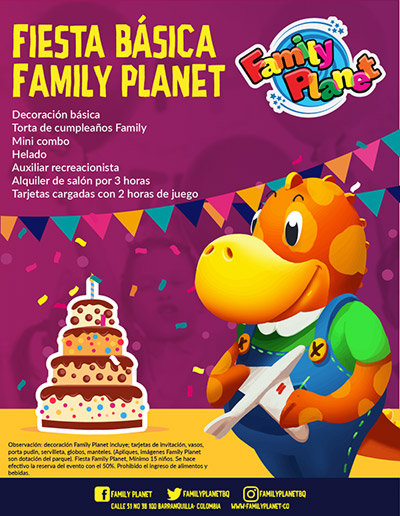 FIESTA BÁSICA
FAMILY PLANET
Family
Planet
Decoración básica
Torta de cumpleaños Family
Mini combo
Helado
Auxiliar recreacionista
Alquiler de salón por 3 horas
Tarjetas cargadas con 2 horas de juego
Observación: decoración Family Planet incluye; tarjetas de invitación, vasos,
porta pudin, servilleta, globos, manteles. (Apliques, imágenes Family Planet
son dotación del parque). Fiesta Family Planet, Mínimo 15 niños. Se hace
efectivo la reserva del evento con el 50%. Prohibido el ingreso de alimentos y
bebidas.
FAMILY PLANET FAMILYPLANETBQ @FAMILYPLANETBQ
CALLE 51 NO 38 100 BARRANQUILLA- COLOMBIA WWW.FAMILYPLANET-CO